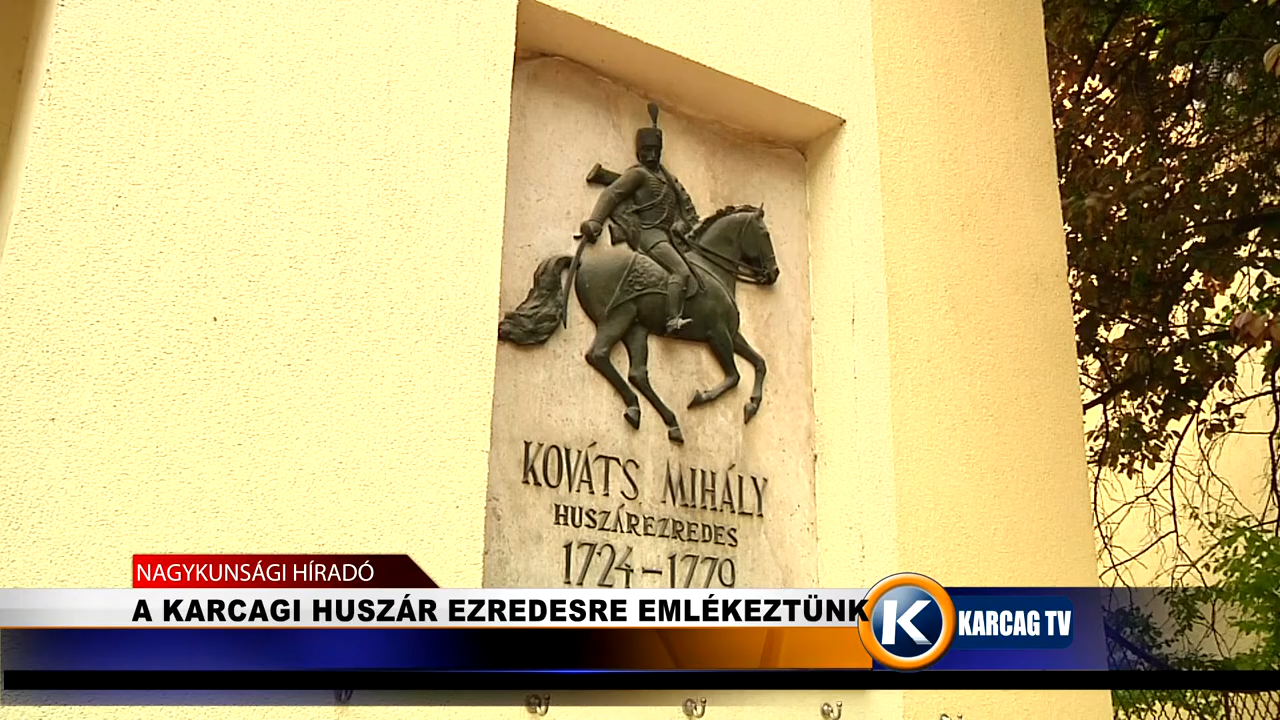 KOVÁTS MIHÁLY
HUSZÁREZREDES
1724-1779
NAGYKUNSÁGI HÍRADÓ
A KARCAGI HUSZÁR EZREDESRE EMLÉKEZTÜNK
K KARCAG TV